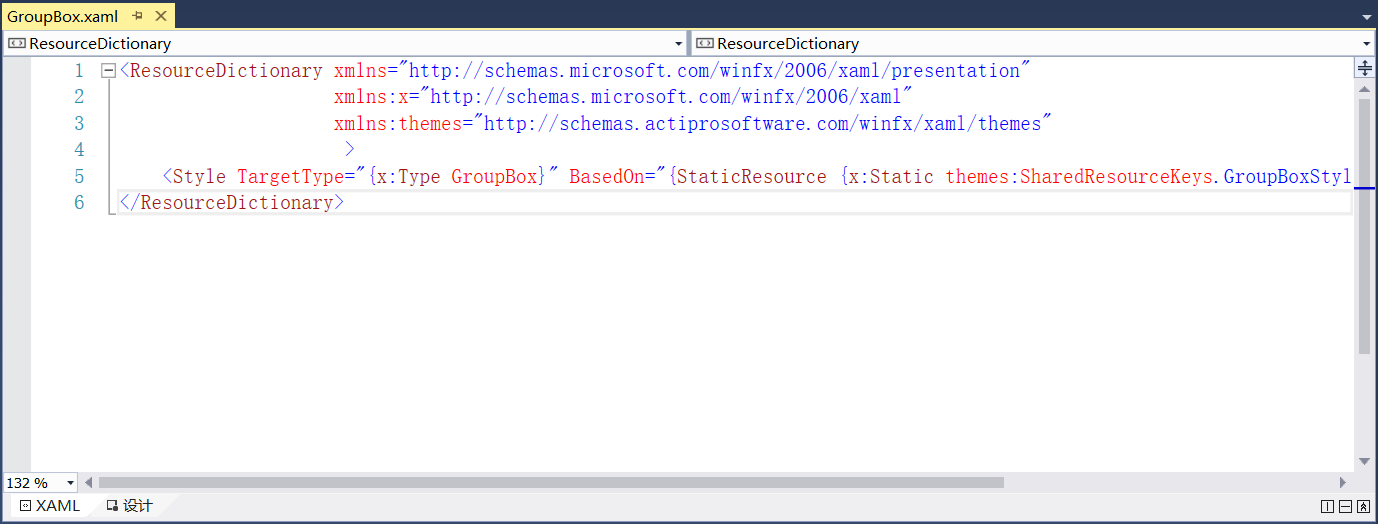 GroupBox.xaml
ResourceDictionary
ResourceDictionary
1 <ResourceDictionary xmlns="http://schemas.microsoft.com/winfx/2006/xaml/presentation"
2 xmlns:x="http://schemas.microsoft.com/winfx/2006/xaml"
3 xmlns:themes="http://schemas.actiprosoftware.com/winfx/xaml/themes"
4 >
5 <Style TargetType="{x:Type GroupBox}" BasedOn="{StaticResource {x:Static themes:SharedResourceKeys.GroupBoxStyl
6 </ResourceDictionary>
132 %
XAML 设计